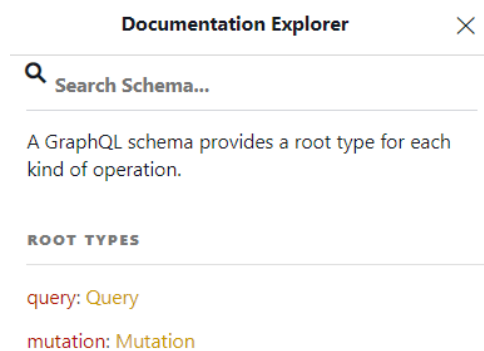 Documentation Explorer
Search Schema...
A GraphQL schema provides a root type for each
kind of operation.
ROOT TYPES
query: Query
mutation: Mutation